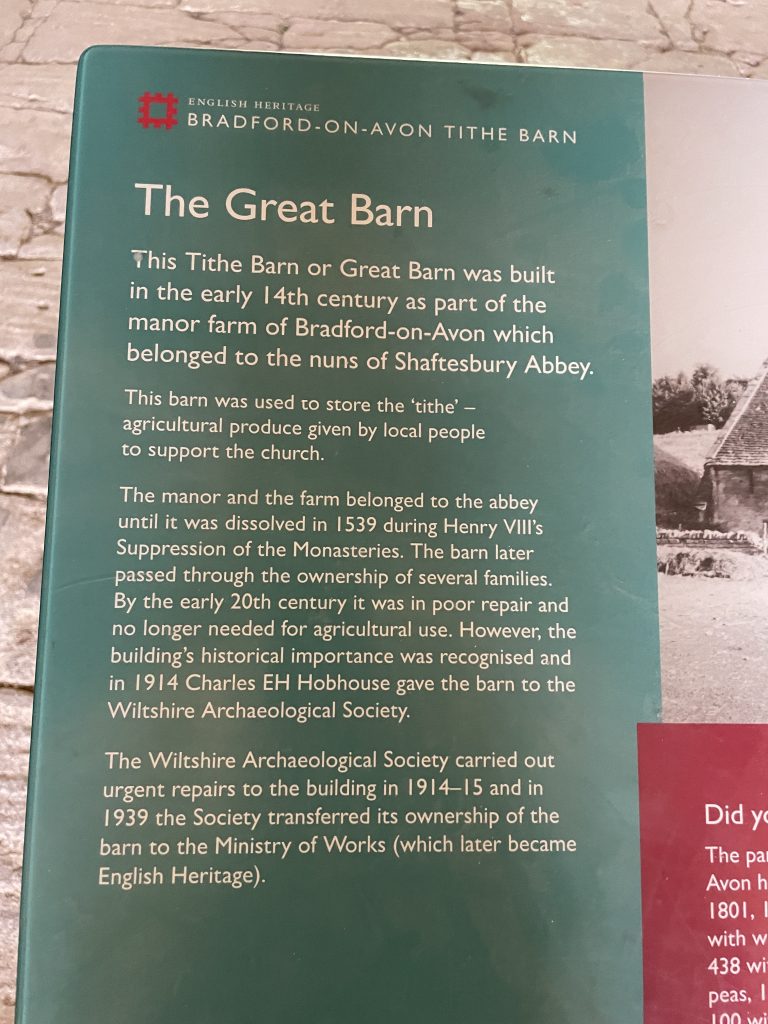 ENGLISH HERITAGE
BRADFORD-ON-AVON TITHE BARN
The Great Barn
This Tithe Barn or Great Barn was built
in the early 14th century as part of the
manor farm of Bradford-on-Avon which
belonged to the nuns of Shaftesbury Abbey.
This barn was used to store the ‘tithe’ –
agricultural produce given by local people
to support the church.
The manor and the farm belonged to the abbey
until it was dissolved in 1539 during Henry VIII’s
Suppression of the Monasteries. The barn later
passed through the ownership of several families.
By the early 20th century it was in poor repair and
no longer needed for agricultural use. However, the
building’s historical importance was recognised and
in 1914 Charles EH Hobhouse gave the barn to the
Wiltshire Archaeological Society.
The Wiltshire Archaeological Society carried out
urgent repairs to the building in 1914–15 and in
1939 the Society transferred its ownership of the
barn to the Ministry of Works (which later became
English Heritage).
Did
The
Avon
1801,
with
438
peas,
100